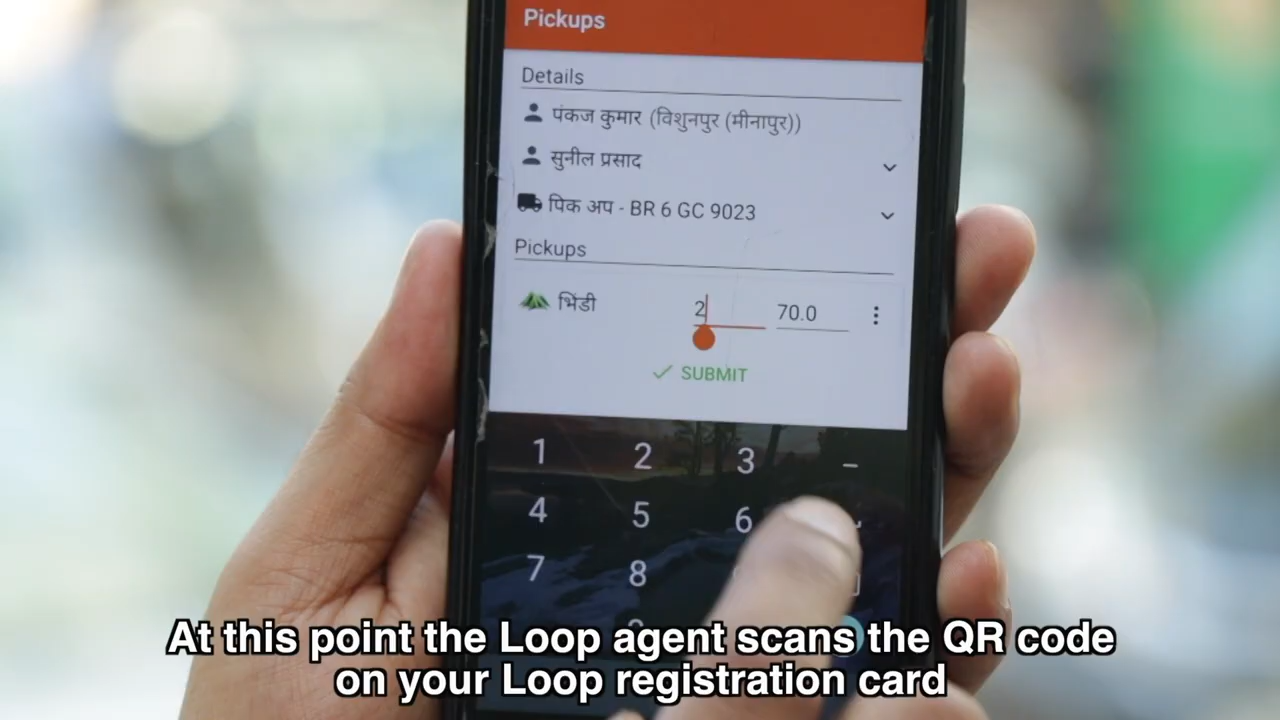 Pickups
Details
पंकज कुमार (विशुनपुर (मीनापुर))
सुनील प्रसाद
पिक अप - BR 6 GC 9023
Pickups
भिंडी 2 70.0
SUBMIT
1 2 3 -
4 5 6
7 8
At this point the Loop agent scans the QR code
on your Loop registration card